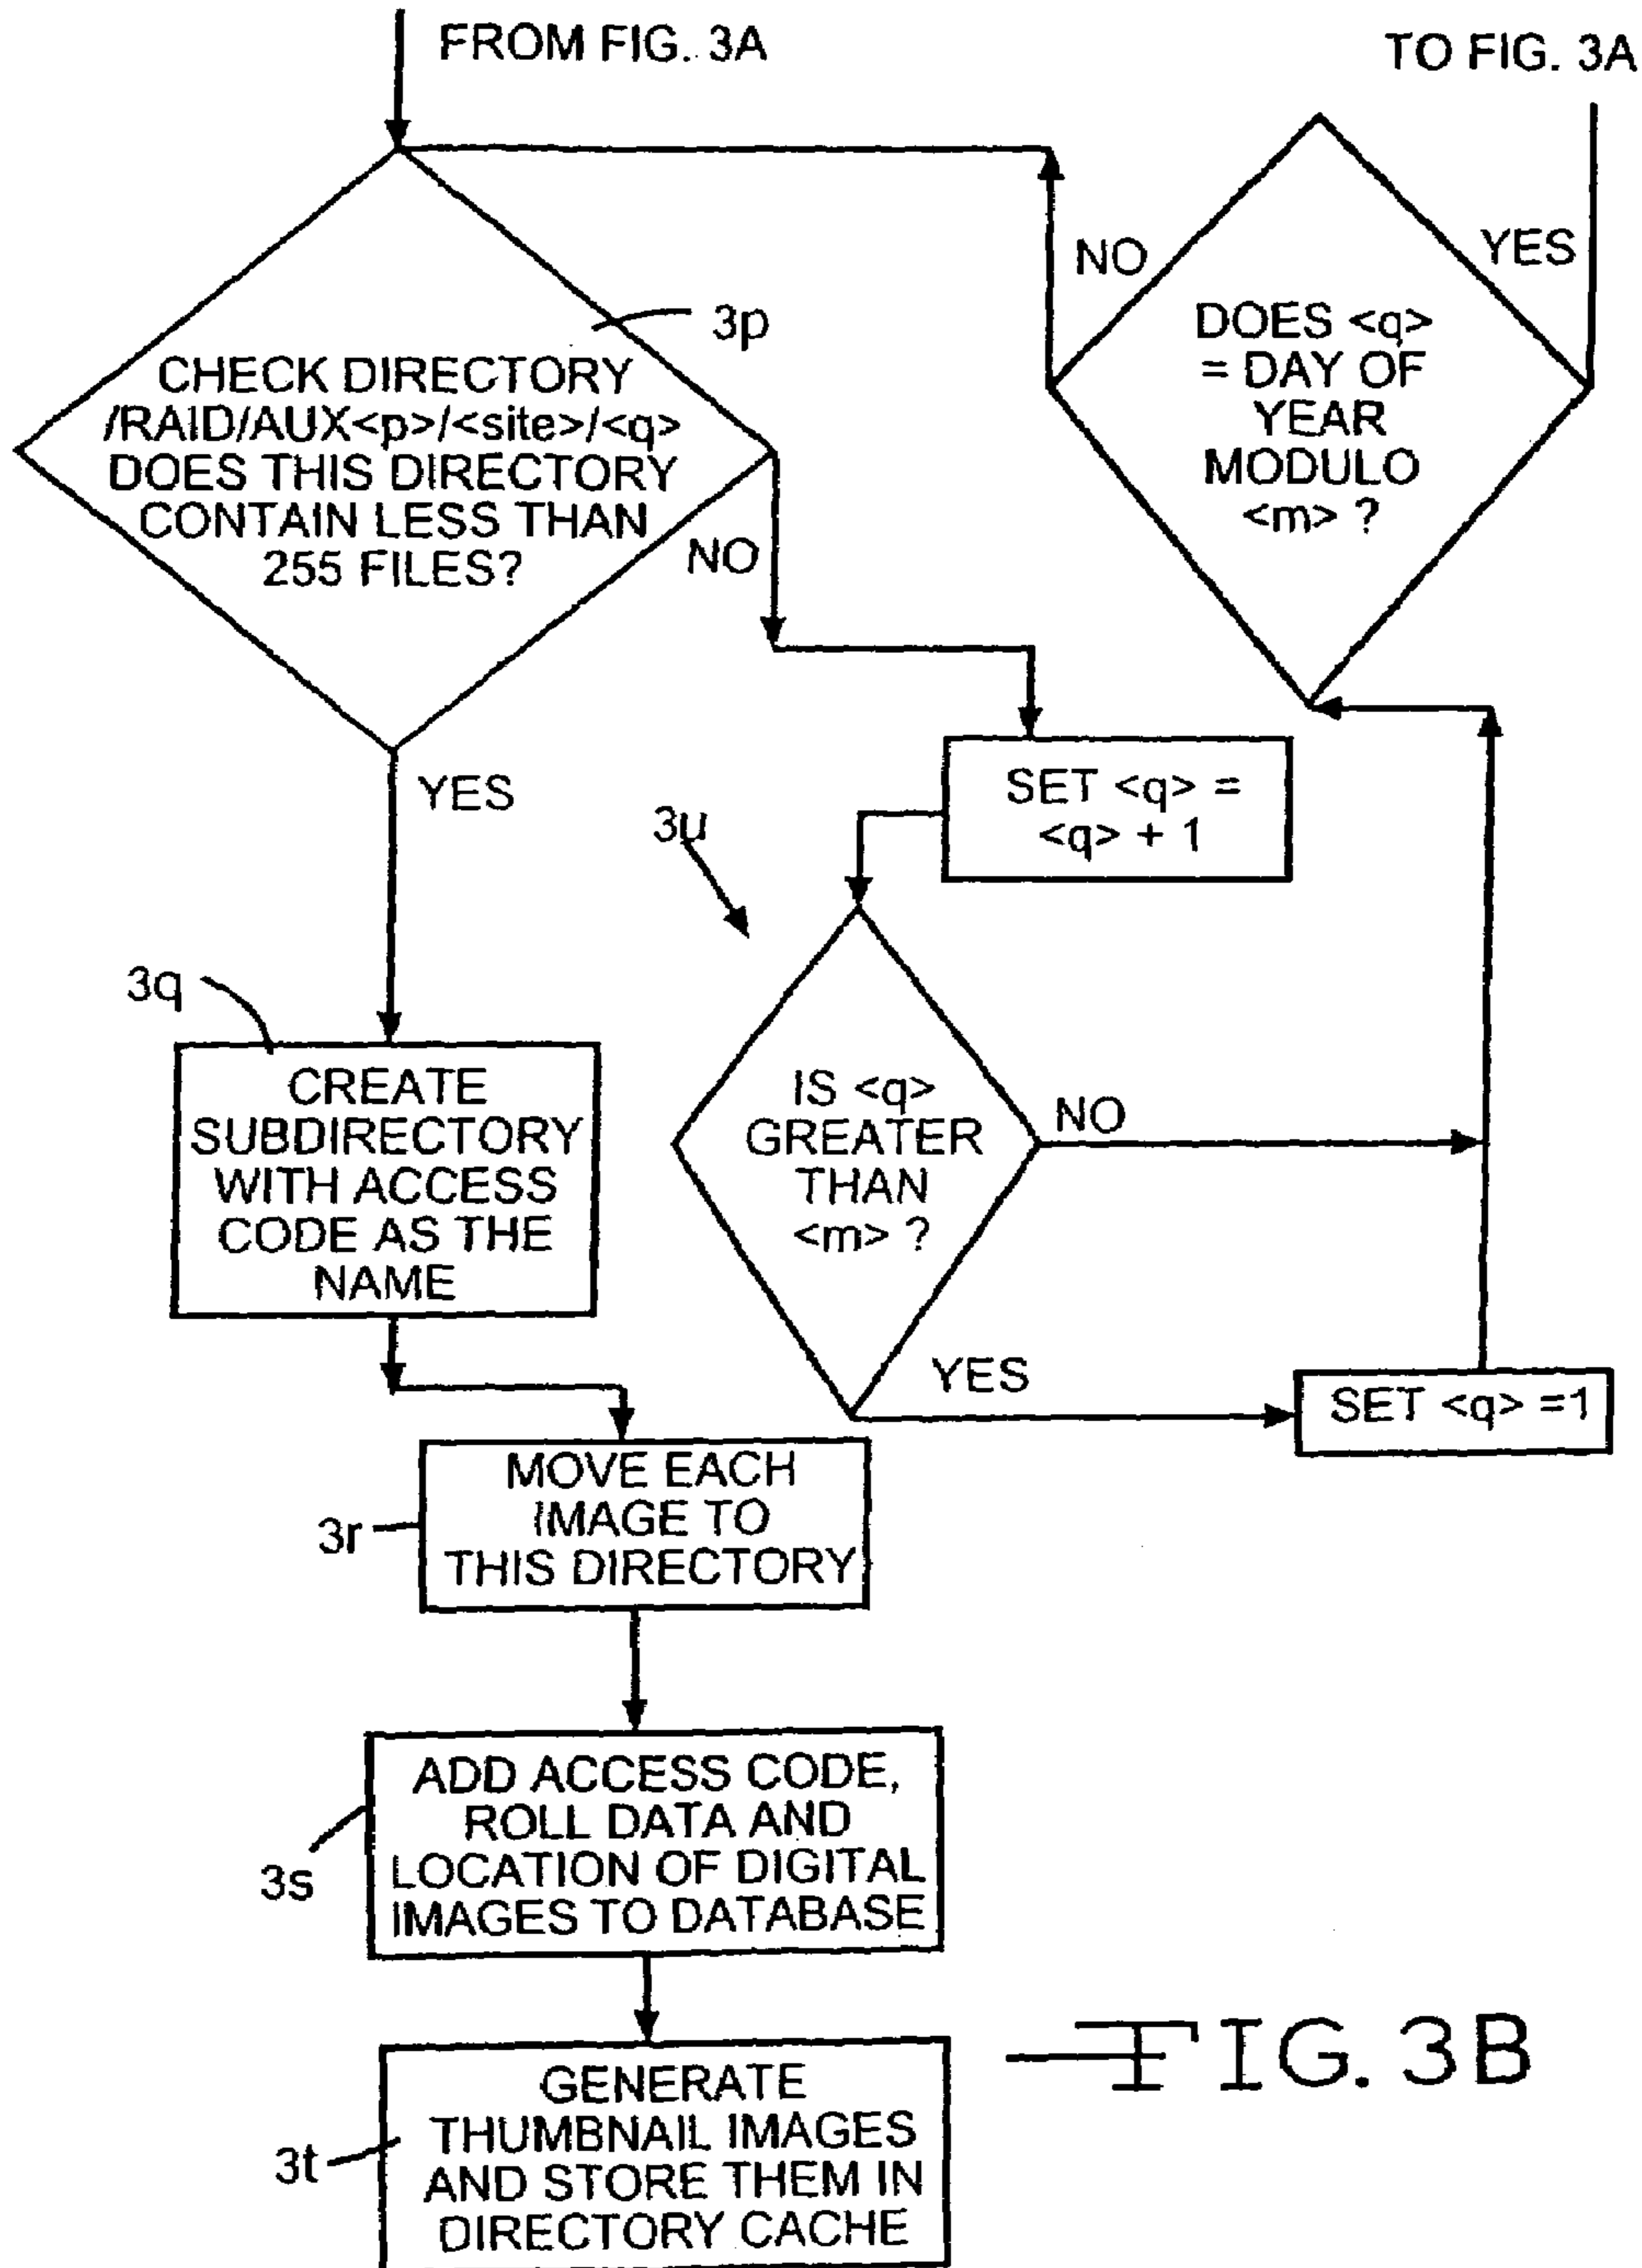 FROM FIG. 3A
TO FIG. 3A
3p
CHECK DIRECTORY
/RAID/AUX<p>/<site>/<q>
DOES THIS DIRECTORY
CONTAIN LESS THAN
255 FILES?
NO
YES
NO
YES
DOES <q>
= DAY OF
YEAR
MODULO
<m> ?
SET <q> =
<q> + 1
3u
IS <q>
GREATER
THAN
<m> ?
NO
YES
SET <q> =1
3q
CREATE
SUBDIRECTORY
WITH ACCESS
CODE AS THE
NAME
3r
MOVE EACH
IMAGE TO
THIS DIRECTORY
3s
ADD ACCESS CODE,
ROLL DATA AND
LOCATION OF DIGITAL
IMAGES TO DATABASE
3t
GENERATE
THUMBNAIL IMAGES
AND STORE THEM IN
DIRECTORY CACHE
FIG. 3B